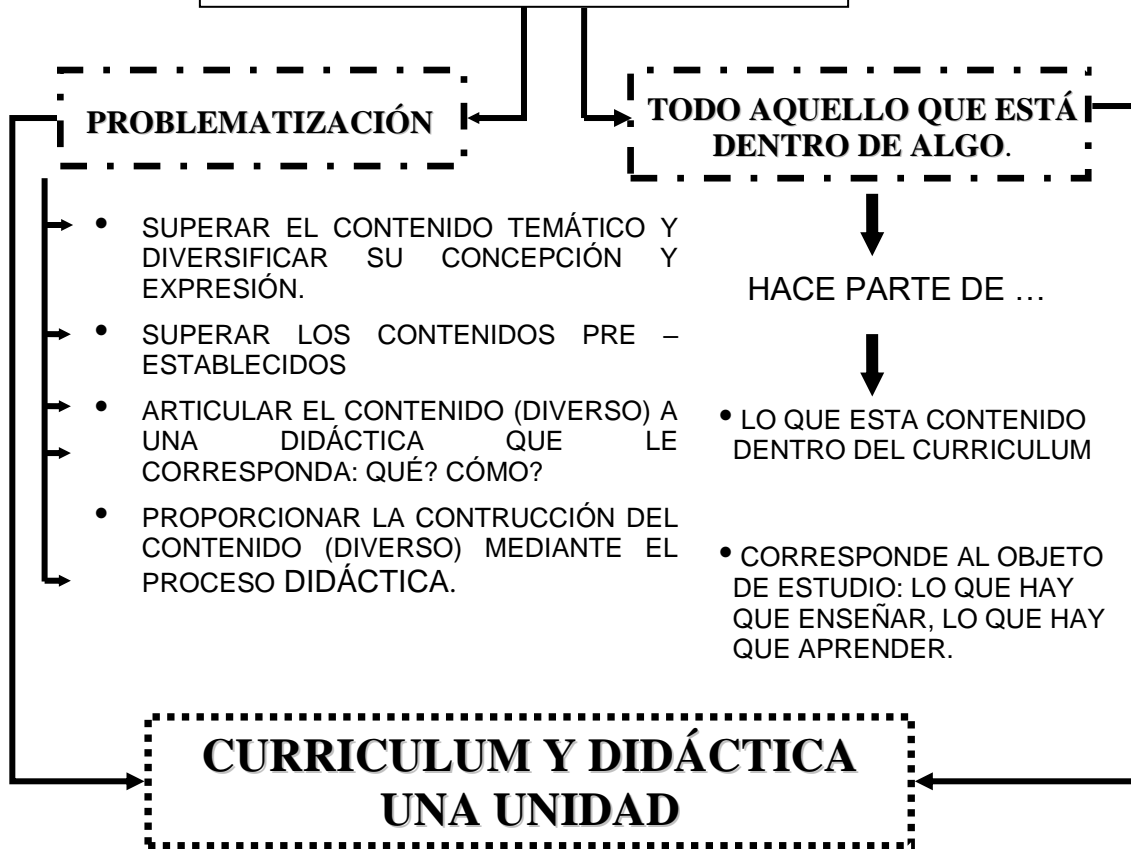 PROBLEMATIZACIÓN
• SUPERAR EL CONTENIDO TEMÁTICO Y
DIVERSIFICAR SU CONCEPCIÓN Y
EXPRESIÓN.
• SUPERAR LOS CONTENIDOS PRE –
ESTABLECIDOS
• ARTICULAR EL CONTENIDO (DIVERSO) A
UNA DIDÁCTICA QUE LE
CORRESPONDA: QUÉ? CÓMO?
• PROPORCIONAR LA CONTRUCCIÓN DEL
CONTENIDO (DIVERSO) MEDIANTE EL
PROCESO DIDÁCTICA.
TODO AQUELLO QUE ESTÁ
DENTRO DE ALGO.
HACE PARTE DE …
• LO QUE ESTA CONTENIDO
DENTRO DEL CURRICULUM
• CORRESPONDE AL OBJETO
DE ESTUDIO: LO QUE HAY
QUE ENSEÑAR, LO QUE HAY
QUE APRENDER.
CURRICULUM Y DIDÁCTICA
UNA UNIDAD